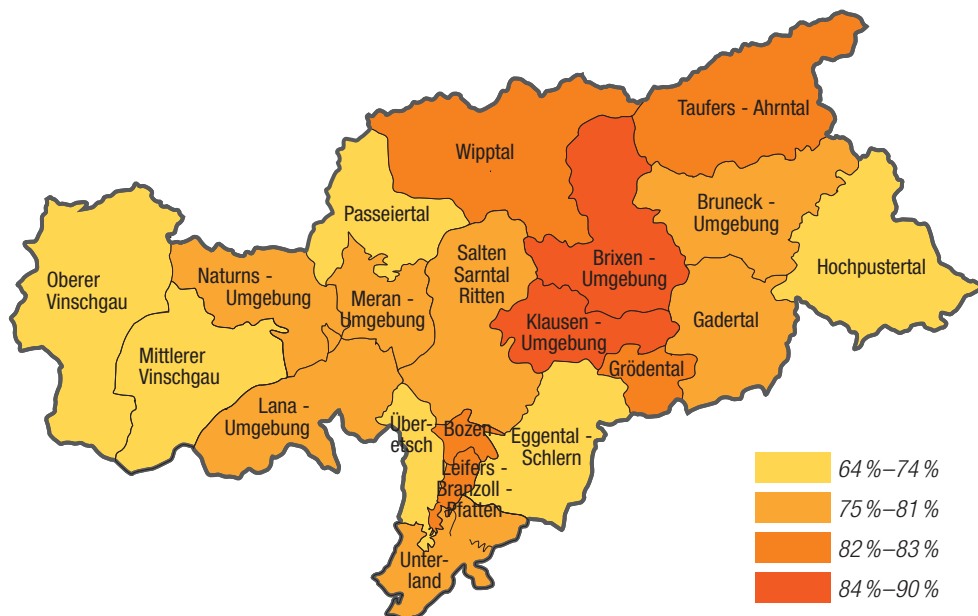 Taufers - Ahrntal
Wipptal
Bruneck -
Umgebung
Passeiertal
Salten
Sarntal
Ritten
Brixen -
Umgebung
Hochpustertal
Oberer
Vinschgau
Naturns -
Umgebung
Meran -
Umgebung
Klausen -
Umgebung
Gadertal
Mittlerer
Vinschgau
Grödental
Lana -
Umgebung
Über-
etsch
Bozen
Eggental -
Schlern
Leifers -
Branzoll -
Pfatten
Unter-
land
64 %–74 %
75 %–81 %
82 %–83 %
84 %–90 %